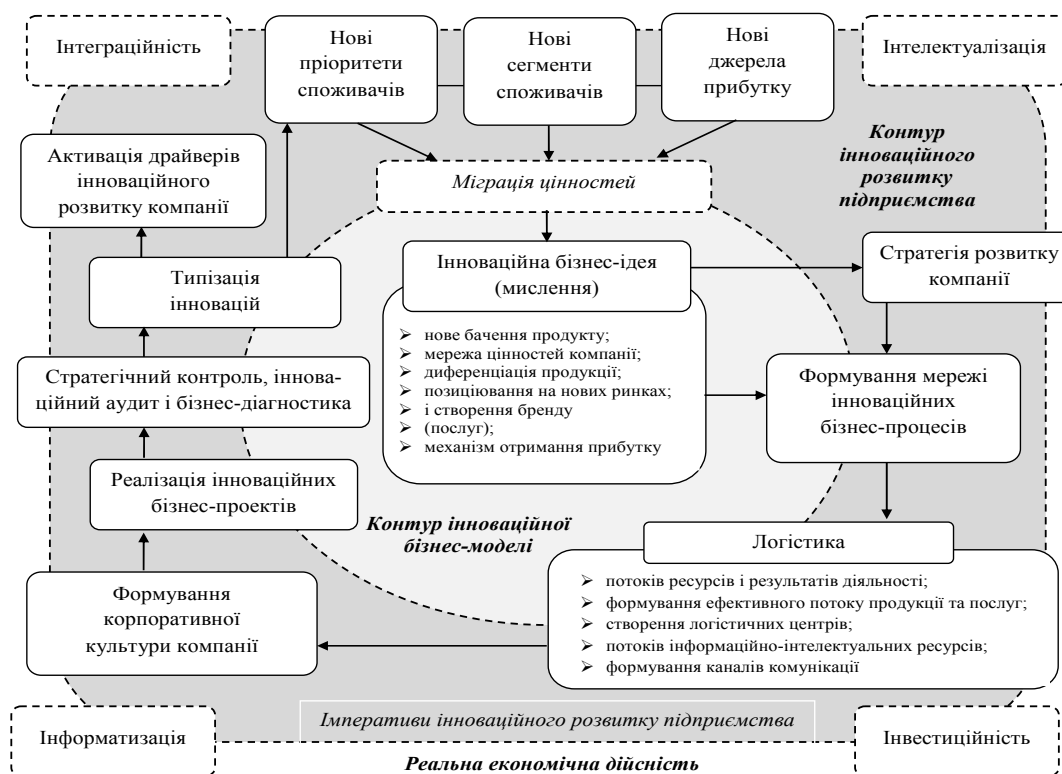 Інтеграційність
Нові
пріоритети
споживачів
Нові
сегменти
споживачів
Нові
джерела
прибутку
Інтелектуалізація
Контур
інноваційного
розвитку
підприємства
Активація драйверів
інноваційного
розвитку компанії
Міграція цінностей
Типізація
інновацій
Інноваційна бізнес-ідея
(мислення)
Стратегія розвитку
компанії
нове бачення продукту;
мережа цінностей компанії;
диференціація продукції;
позиціювання на нових ринках;
і створення бренду
(послуг);
механізм отримання прибутку
Стратегічний контроль, іннова-
ційний аудит і бізнес-діагностика
Формування мережі
інноваційних
бізнес-процесів
Реалізація інноваційних
бізнес-проектів
Контур інноваційної
бізнес-моделі
Логістика
потоків ресурсів і результатів діяльності;
формування ефективного потоку продукції та послуг;
створення логістичних центрів;
потоків інформаційно-інтелектуальних ресурсів;
формування каналів комунікації
Формування
корпоративної
культури компанії
Імперативи інноваційного розвитку підприємства
Інформатизація
Інвестиційність
Реальна економічна дійсність